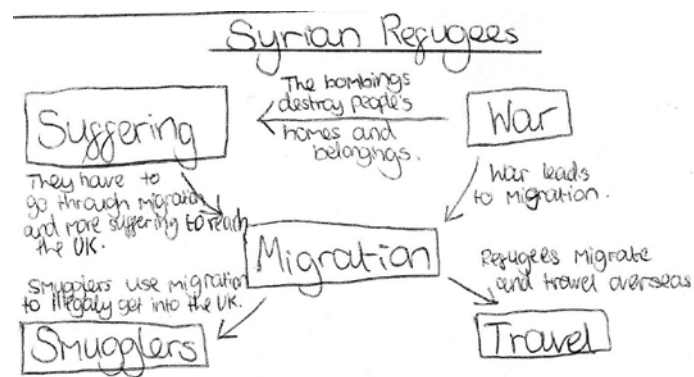 Syrian Refugees
The bombings
destroy people's
homes and
belongings.
Suffering
War
They have to
go through migration
and more suffering to reach
the UK.
War leads
to migration.
Migration
Refugees migrate
and travel overseas
Smugglers use migration
to illegaly get into the UK.
Smugglers
Travel